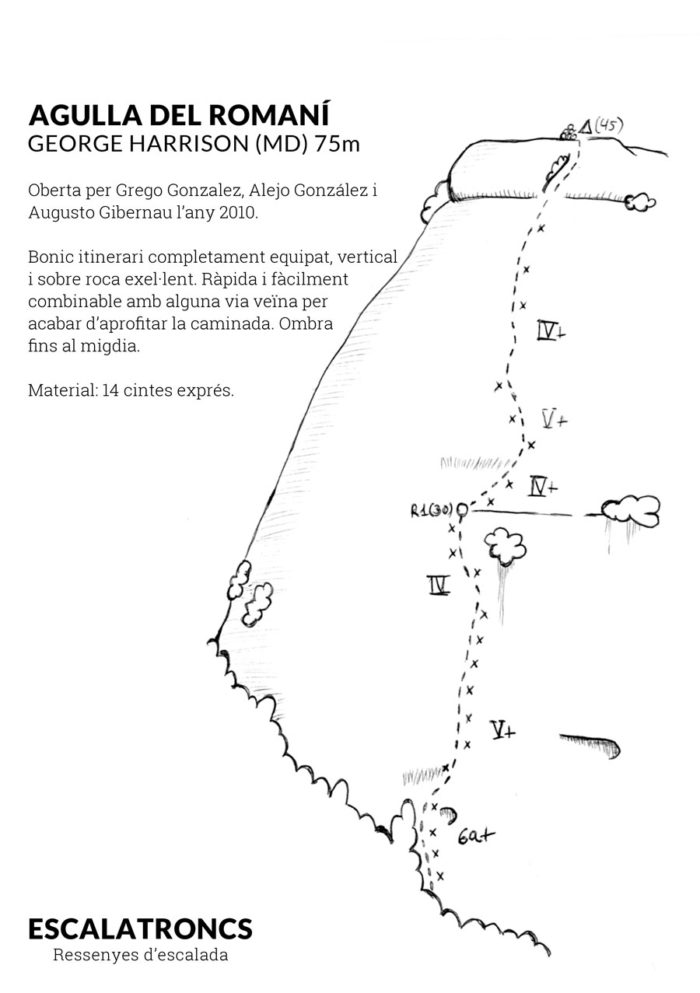 AGULLA DEL ROMANÍ
GEORGE HARRISON (MD) 75m
Oberta per Grego Gonzalez, Alejo González i
Augusto Gibernau l'any 2010.
Bonic itinerari completament equipat, vertical
i sobre roca exel·lent. Ràpida i fàcilment
combinable amb alguna via veïna per
acabar d'aprofitar la caminada. Ombra
fins al migdia.
Material: 14 cintes exprés.
Δ(45)
IV+
V+
IV+
R1(30)
IV
V+
6a+
ESCALATRONCS
Ressenyes d'escalada